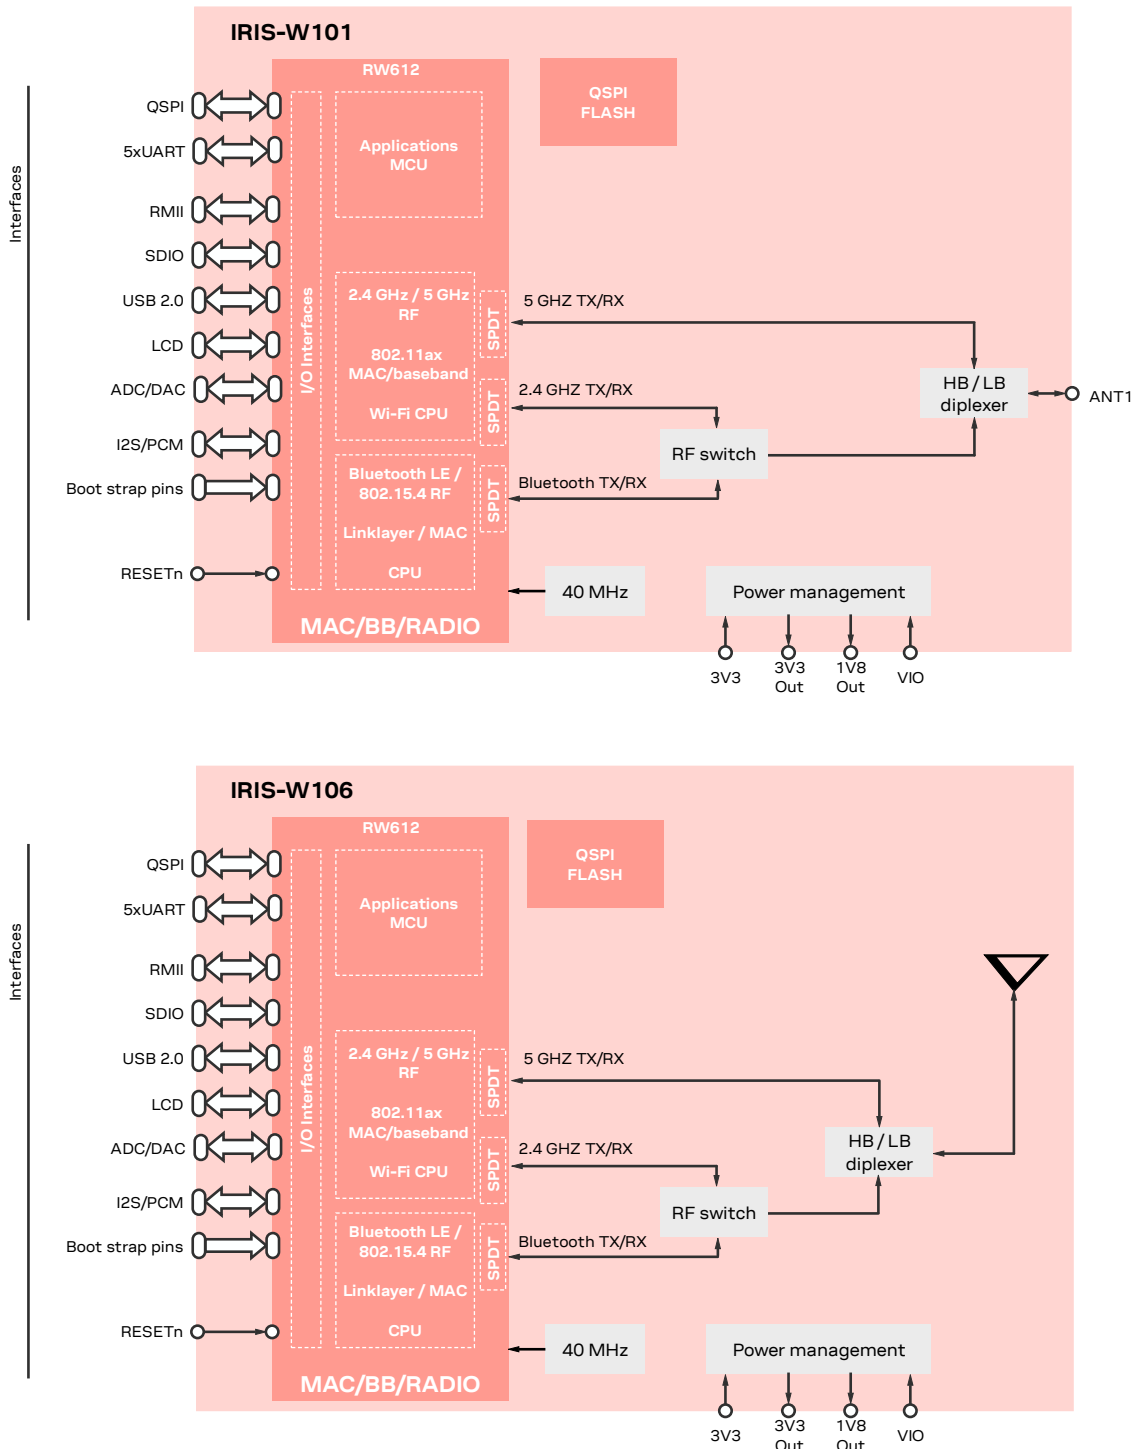 IRIS-W101
RW612
QSPI
FLASH
Interfaces
QSPI
5xUART
RMII
SDIO
USB 2.0
LCD
ADC/DAC
I2S/PCM
Boot strap pins
RESETn
I/O Interfaces
Applications
MCU
2.4 GHz / 5 GHz
RF
802.11ax
MAC/baseband
Wi-Fi CPU
Bluetooth LE /
802.15.4 RF
Linklayer / MAC
CPU
SPDT
SPDT
SPDT
5 GHZ TX/RX
2.4 GHZ TX/RX
Bluetooth TX/RX
RF switch
HB / LB
diplexer
ANT1
40 MHz
Power management
MAC/BB/RADIO
3V3
3V3
Out
1V8
Out
VIO
IRIS-W106
RW612
QSPI
FLASH
Interfaces
QSPI
5xUART
RMII
SDIO
USB 2.0
LCD
ADC/DAC
I2S/PCM
Boot strap pins
RESETn
I/O Interfaces
Applications
MCU
2.4 GHz / 5 GHz
RF
802.11ax
MAC/baseband
Wi-Fi CPU
Bluetooth LE /
802.15.4 RF
Linklayer / MAC
CPU
SPDT
SPDT
SPDT
5 GHZ TX/RX
2.4 GHZ TX/RX
Bluetooth TX/RX
RF switch
HB / LB
diplexer
40 MHz
Power management
MAC/BB/RADIO
3V3
3V3
Out
1V8
Out
VIO